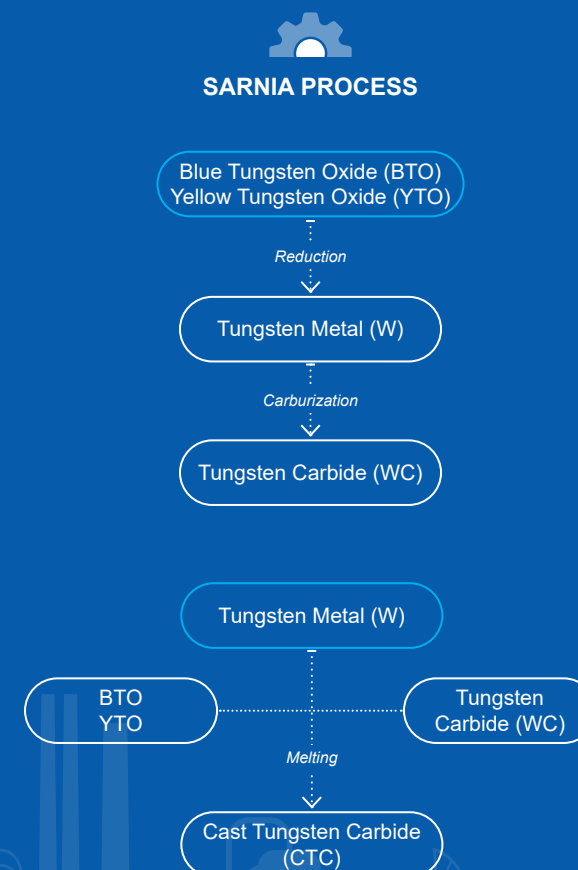 SARNIA PROCESS
Blue Tungsten Oxide (BTO)
Yellow Tungsten Oxide (YTO)
Reduction
Tungsten Metal (W)
Carburization
Tungsten Carbide (WC)
Tungsten Metal (W)
BTO
YTO
Tungsten
Carbide (WC)
Melting
Cast Tungsten Carbide
(CTC)